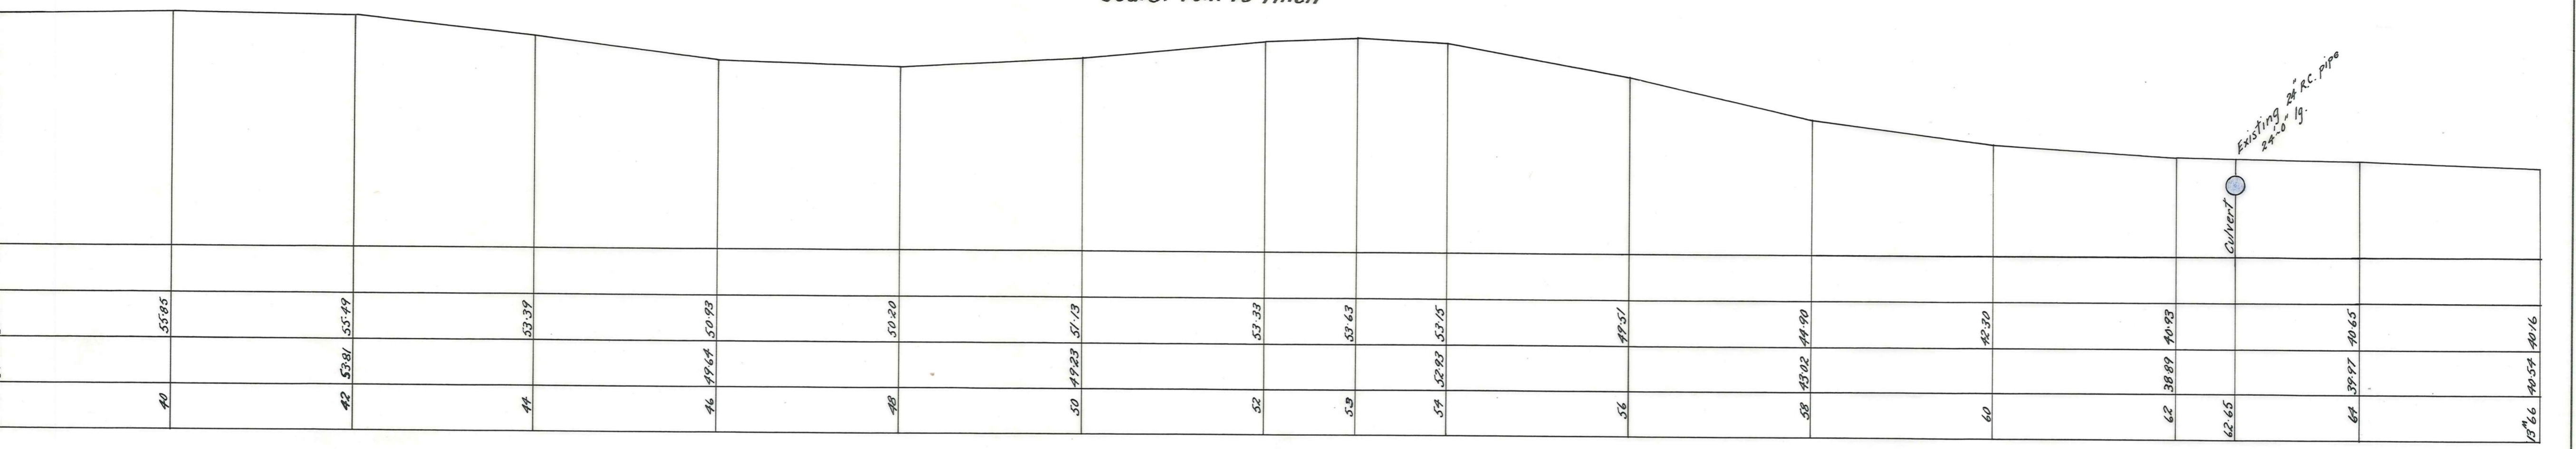 Existing 24" R.C. pipe
24'-0" lg.
Culvert
55·85 55·49 53·39 50·93 50·20 51·13 53·33 53·63 53·15 49·51 44·90 42·30 40·93 40·65 40·16
53·81 49·64 49·23 52·93 43·02 38·89 39·97 40·54
40 42 44 46 48 50 52 53 54 56 58 60 62 62·65 64 13ᴹ 66